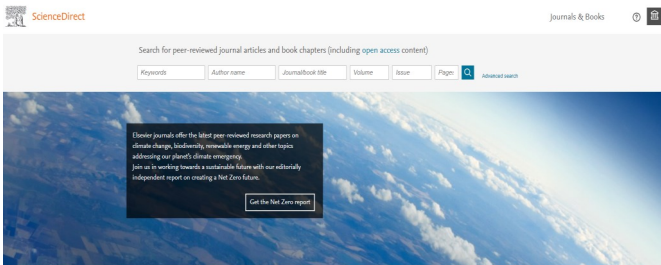 ScienceDirect
Journals & Books
?
Search for peer-reviewed journal articles and book chapters (including open access content)
Keywords
Author name
Journal/book title
Volume
Issue
Pages
Advanced search
Elsevier journals offer the latest peer-reviewed research papers on
climate change, biodiversity, renewable energy and other topics
addressing our planet's climate emergency.
Join us in working towards a sustainable future with our editorially
independent report on creating a Net Zero future.
Get the Net Zero report